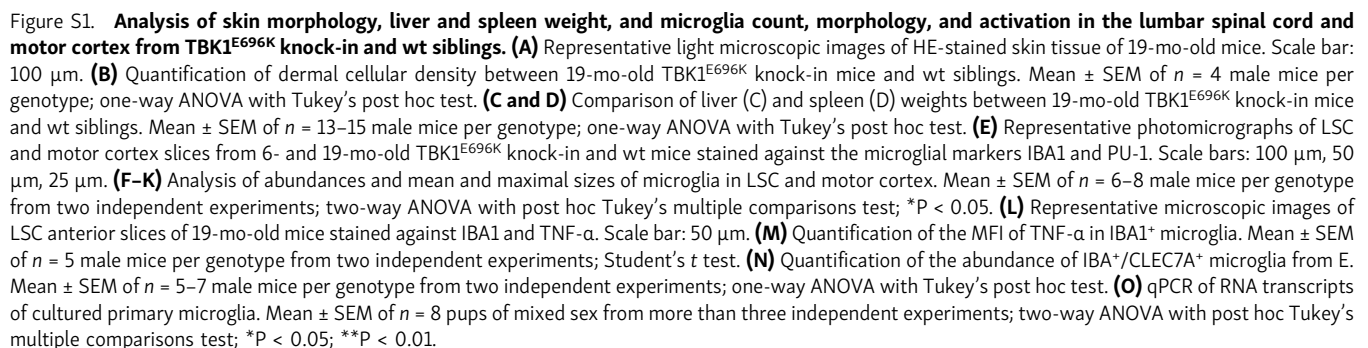 Figure S1. Analysis of skin morphology, liver and spleen weight, and microglia count, morphology, and activation in the lumbar spinal cord and
motor cortex from TBK1E696K knock-in and wt siblings. (A) Representative light microscopic images of HE-stained skin tissue of 19-mo-old mice. Scale bar:
100 μm. (B) Quantification of dermal cellular density between 19-mo-old TBK1E696K knock-in mice and wt siblings. Mean ± SEM of n = 4 male mice per
genotype; one-way ANOVA with Tukey's post hoc test. (C and D) Comparison of liver (C) and spleen (D) weights between 19-mo-old TBK1E696K knock-in mice
and wt siblings. Mean ± SEM of n = 13–15 male mice per genotype; one-way ANOVA with Tukey's post hoc test. (E) Representative photomicrographs of LSC
and motor cortex slices from 6- and 19-mo-old TBK1E696K knock-in and wt mice stained against the microglial markers IBA1 and PU-1. Scale bars: 100 μm, 50
μm, 25 μm. (F–K) Analysis of abundances and mean and maximal sizes of microglia in LSC and motor cortex. Mean ± SEM of n = 6–8 male mice per genotype
from two independent experiments; two-way ANOVA with post hoc Tukey's multiple comparisons test; *P < 0.05. (L) Representative microscopic images of
LSC anterior slices of 19-mo-old mice stained against IBA1 and TNF-α. Scale bar: 50 μm. (M) Quantification of the MFI of TNF-α in IBA1+ microglia. Mean ± SEM
of n = 5 male mice per genotype from two independent experiments; Student's t test. (N) Quantification of the abundance of IBA+/CLEC7A+ microglia from E.
Mean ± SEM of n = 5–7 male mice per genotype from two independent experiments; one-way ANOVA with Tukey's post hoc test. (O) qPCR of RNA transcripts
of cultured primary microglia. Mean ± SEM of n = 8 pups of mixed sex from more than three independent experiments; two-way ANOVA with post hoc Tukey's
multiple comparisons test; *P < 0.05; **P < 0.01.